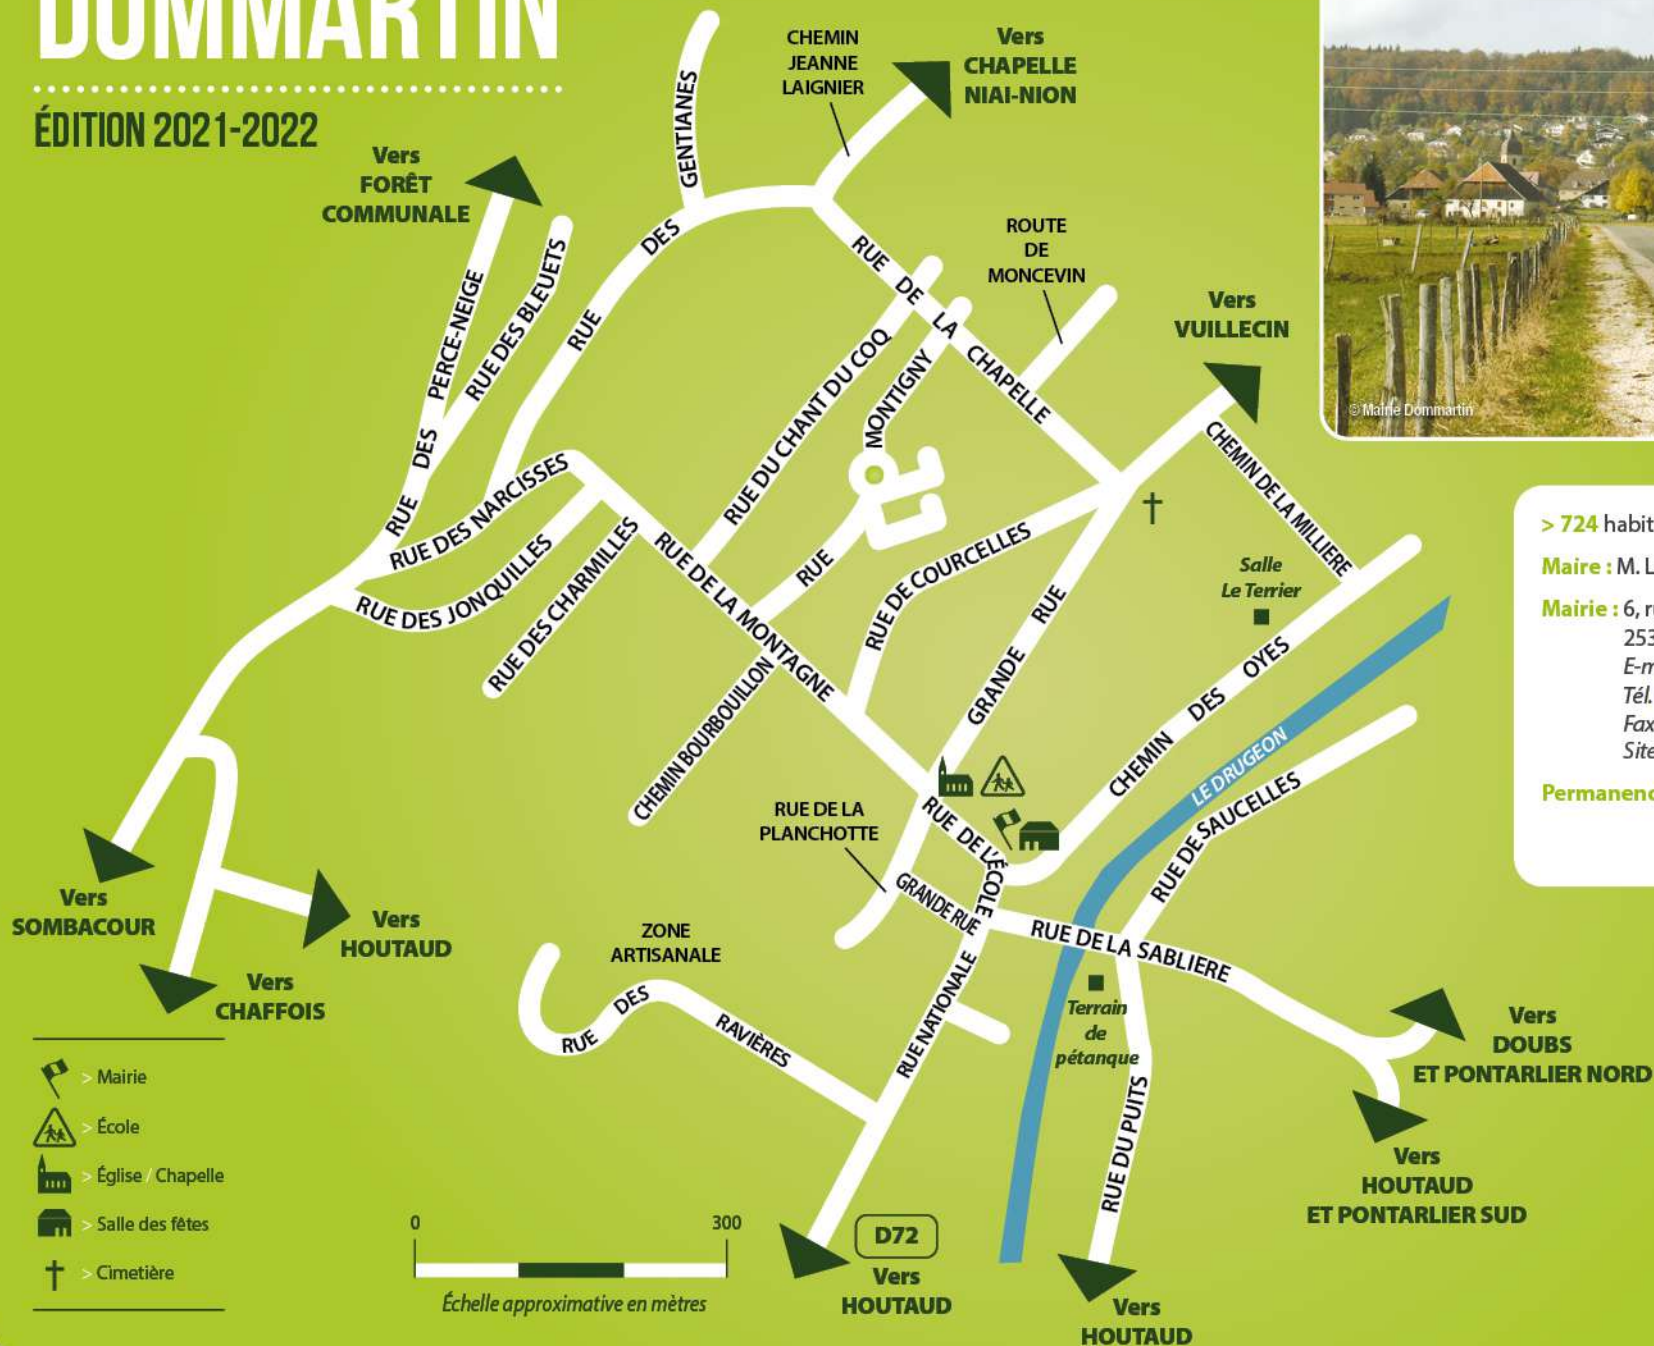 DOMMARTIN
ÉDITION 2021-2022
Vers
FORÊT
COMMUNALE
GENTIANES
CHEMIN
JEANNE
LAIGNIER
Vers
CHAPELLE
NIAI-NION
ROUTE
DE
MONCEVIN
Vers
VUILLECIN
© Mairie Dommartin
RUE DES PERCE-NEIGE
RUE DES BLEUETS
RUE DES
RUE DE LA CHAPELLE
RUE DU CHANT DU COQ
RUE MONTIGNY
RUE DES NARCISSES
RUE DES JONQUILLES
RUE DES CHARMILLES
RUE DE LA MONTAGNE
CHEMIN BOURBOUILLON
RUE DE COURCELLES
GRANDE RUE
CHEMIN DE LA MILLIERE
Salle
Le Terrier
CHEMIN DES OYES
LE DRUGEON
RUE DE SAUCELLES
RUE DE LA
PLANCHOTTE
RUE DE L'ÉCOLE
GRANDE RUE
RUE DE LA SABLIERE
Terrain
de
pétanque
RUE DU PUITS
RUE NATIONALE
ZONE
ARTISANALE
RUE DES RAVIÈRES
Vers
SOMBACOUR
Vers
HOUTAUD
Vers
CHAFFOIS
Vers
DOUBS
ET PONTARLIER NORD
Vers
HOUTAUD
ET PONTARLIER SUD
D72
Vers
HOUTAUD
Vers
HOUTAUD
> Mairie
> École
> Église / Chapelle
> Salle des fêtes
> Cimetière
0 300
Échelle approximative en mètres
> 724 habit
Maire : M. L
Mairie : 6, ru
253
E-m
Tél.
Fax
Site
Permanenc